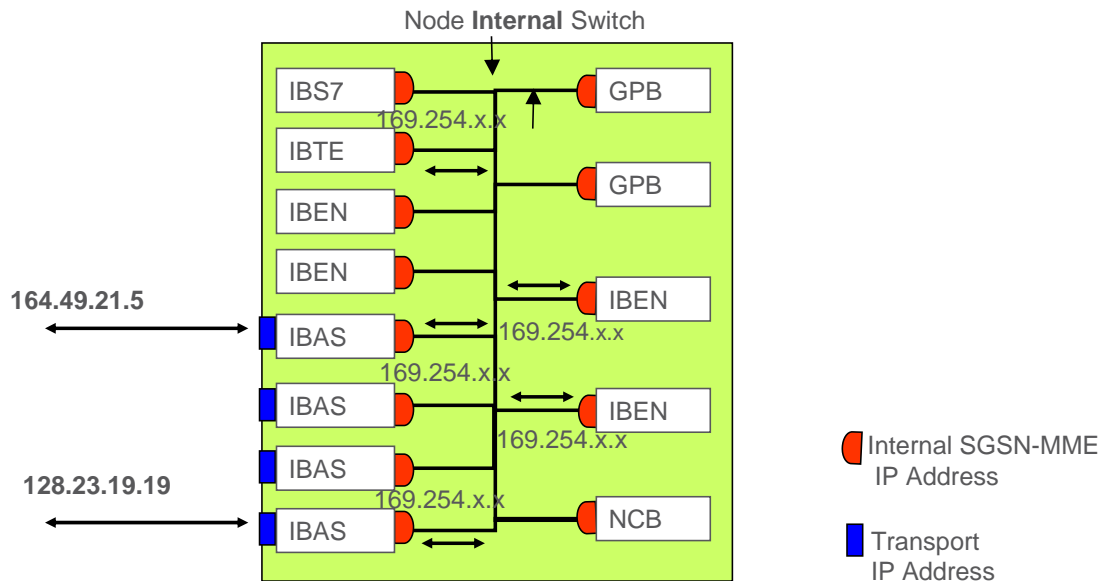 Node Internal Switch
IBS7
GPB
169.254.x.x
IBTE
GPB
IBEN
IBEN
164.49.21.5
IBEN
IBAS
169.254.x.x
169.254.x.x
IBAS
IBEN
169.254.x.x
Internal SGSN-MME
IP Address
IBAS
128.23.19.19
169.254.x.x
IBAS
NCB
Transport
IP Address